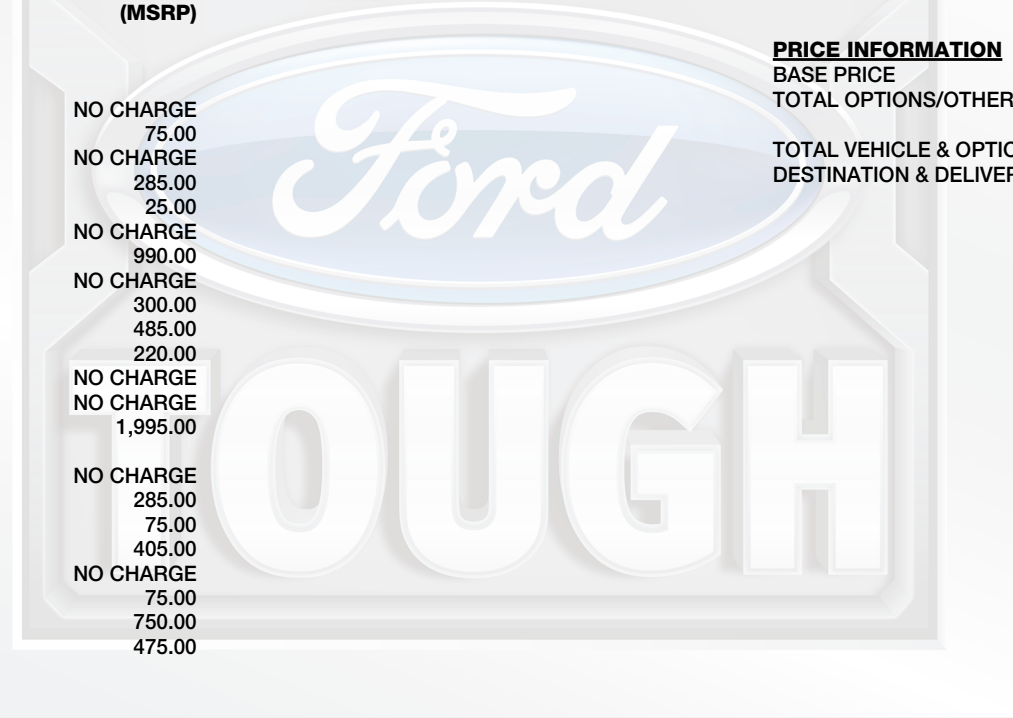 (MSRP)
NO CHARGE
75.00
NO CHARGE
285.00
25.00
NO CHARGE
990.00
NO CHARGE
300.00
485.00
220.00
NO CHARGE
NO CHARGE
1,995.00
NO CHARGE
285.00
75.00
405.00
NO CHARGE
75.00
750.00
475.00
PRICE INFORMATION
BASE PRICE
TOTAL OPTIONS/OTHER
TOTAL VEHICLE & OPTIO
DESTINATION & DELIVER
Ford
TOUGH